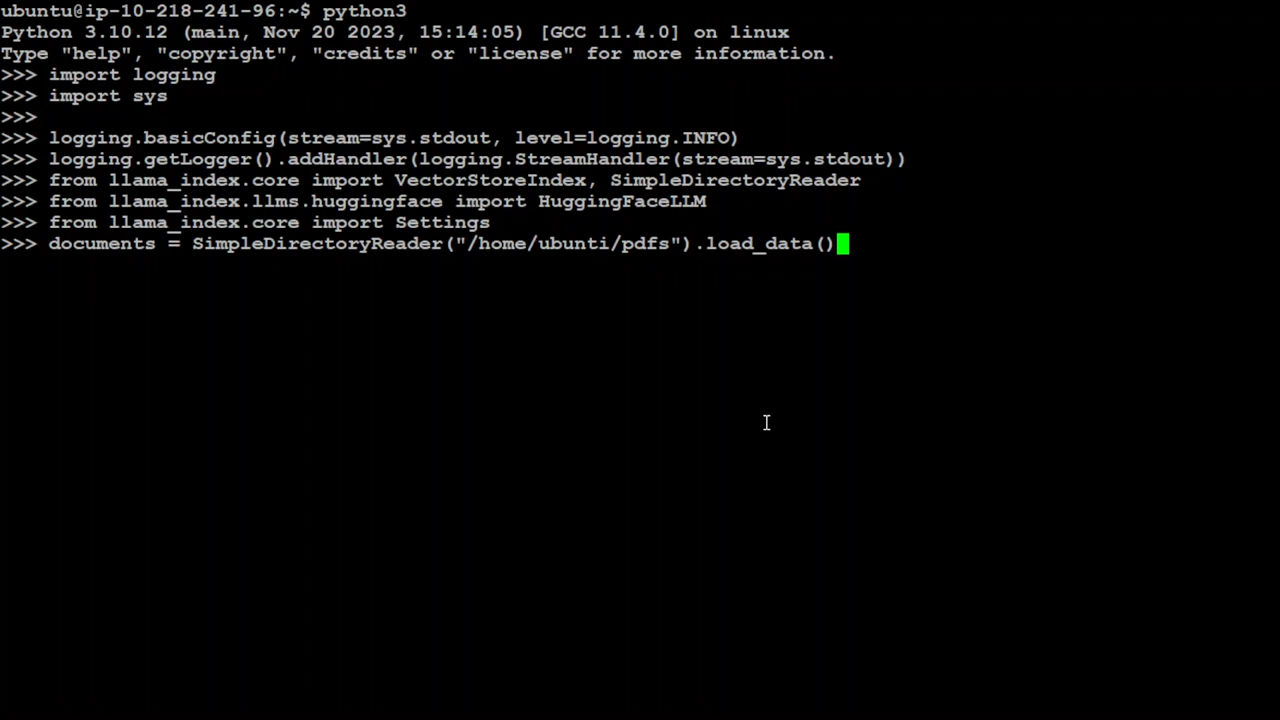 ubuntu@ip-10-218-241-96:~$ python3
Python 3.10.12 (main, Nov 20 2023, 15:14:05) [GCC 11.4.0] on linux
Type "help", "copyright", "credits" or "license" for more information.
>>> import logging
>>> import sys
>>>
>>> logging.basicConfig(stream=sys.stdout, level=logging.INFO)
>>> logging.getLogger().addHandler(logging.StreamHandler(stream=sys.stdout))
>>> from llama_index.core import VectorStoreIndex, SimpleDirectoryReader
>>> from llama_index.llms.huggingface import HuggingFaceLLM
>>> from llama_index.core import Settings
>>> documents = SimpleDirectoryReader("/home/ubunti/pdfs").load_data()